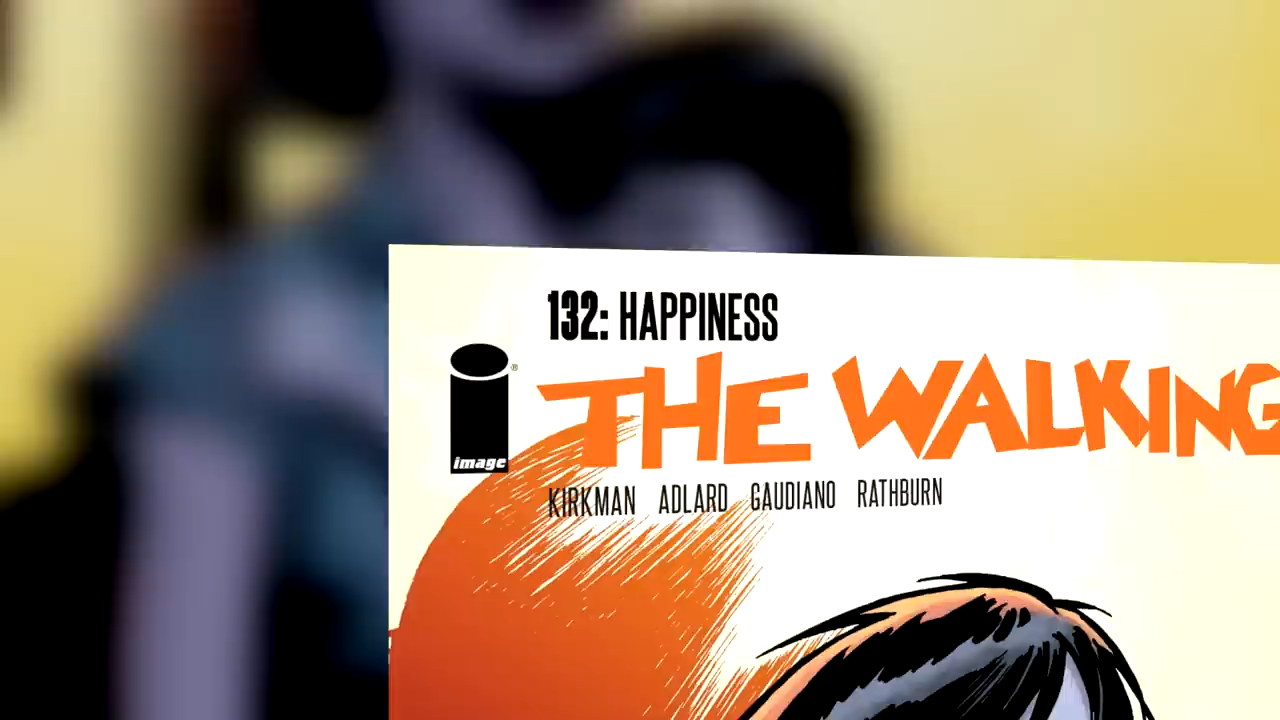 132: HAPPINESS
THE WALKING
KIRKMAN ADLARD GAUDIANO RATHBURN
image
®